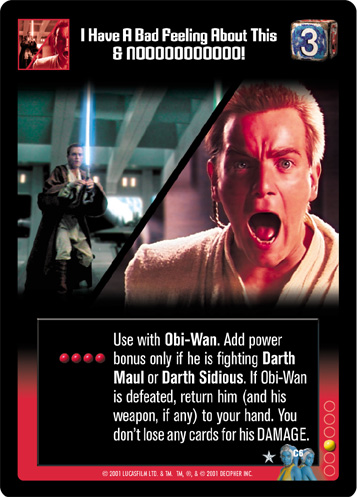 I Have A Bad Feeling About This
& NOOOOOOOOOOO!
3
Use with Obi-Wan. Add power
bonus only if he is fighting Darth
Maul or Darth Sidious. If Obi-Wan
is defeated, return him (and his
weapon, if any) to your hand. You
don't lose any cards for his DAMAGE.
C6
© 2001 LUCASFILM LTD. & TM. TM, ®, & © 2001 DECIPHER INC.